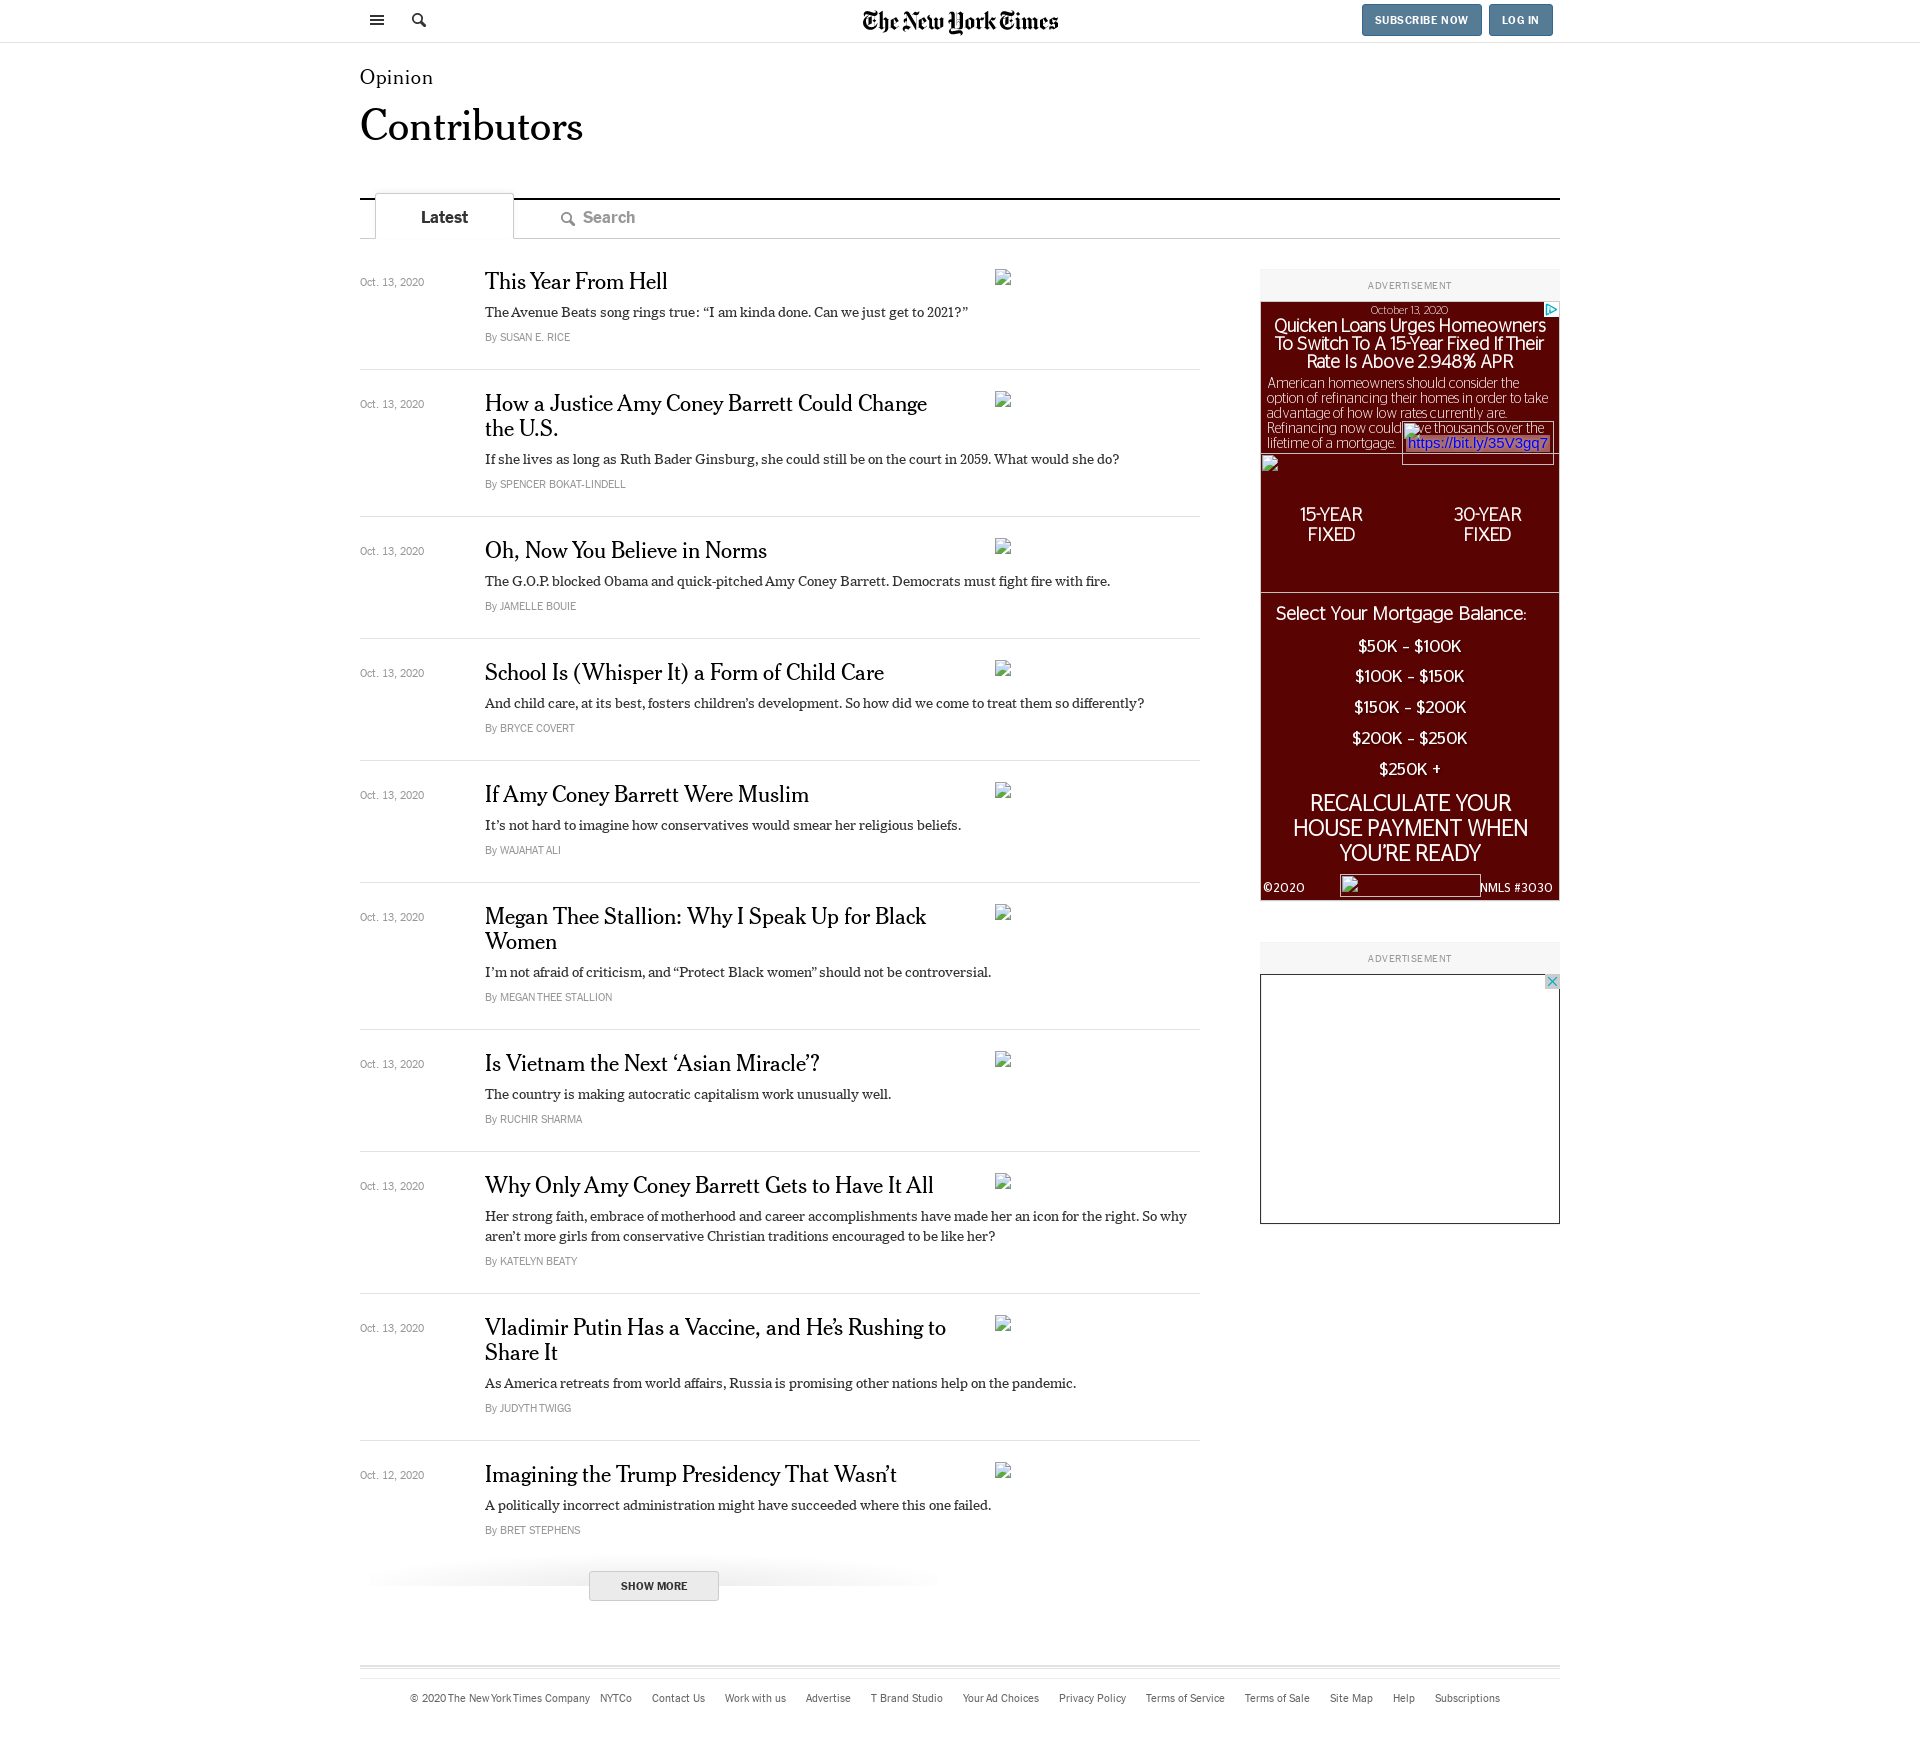 The New York Times
SUBSCRIBE NOW
LOG IN
Opinion
Contributors
Latest
Search
Oct. 13, 2020
This Year From Hell
The Avenue Beats song rings true: “I am kinda done. Can we just get to 2021?”
By SUSAN E. RICE
Oct. 13, 2020
How a Justice Amy Coney Barrett Could Change
the U.S.
If she lives as long as Ruth Bader Ginsburg, she could still be on the court in 2059. What would she do?
By SPENCER BOKAT-LINDELL
Oct. 13, 2020
Oh, Now You Believe in Norms
The G.O.P. blocked Obama and quick-pitched Amy Coney Barrett. Democrats must fight fire with fire.
By JAMELLE BOUIE
Oct. 13, 2020
School Is (Whisper It) a Form of Child Care
And child care, at its best, fosters children’s development. So how did we come to treat them so differently?
By BRYCE COVERT
Oct. 13, 2020
If Amy Coney Barrett Were Muslim
It’s not hard to imagine how conservatives would smear her religious beliefs.
By WAJAHAT ALI
Oct. 13, 2020
Megan Thee Stallion: Why I Speak Up for Black
Women
I’m not afraid of criticism, and “Protect Black women” should not be controversial.
By MEGAN THEE STALLION
Oct. 13, 2020
Is Vietnam the Next ‘Asian Miracle’?
The country is making autocratic capitalism work unusually well.
By RUCHIR SHARMA
Oct. 13, 2020
Why Only Amy Coney Barrett Gets to Have It All
Her strong faith, embrace of motherhood and career accomplishments have made her an icon for the right. So why
aren’t more girls from conservative Christian traditions encouraged to be like her?
By KATELYN BEATY
Oct. 13, 2020
Vladimir Putin Has a Vaccine, and He’s Rushing to
Share It
As America retreats from world affairs, Russia is promising other nations help on the pandemic.
By JUDYTH TWIGG
Oct. 12, 2020
Imagining the Trump Presidency That Wasn’t
A politically incorrect administration might have succeeded where this one failed.
By BRET STEPHENS
SHOW MORE
ADVERTISEMENT
October 13, 2020
Quicken Loans Urges Homeowners
To Switch To A 15-Year Fixed If Their
Rate Is Above 2.948% APR
American homeowners should consider the
option of refinancing their homes in order to take
advantage of how low rates currently are.
Refinancing now could ve thousands over the
lifetime of a mortgage.
https://bit.ly/35V3gq7
15-YEAR
FIXED
30-YEAR
FIXED
Select Your Mortgage Balance:
$50K - $100K
$100K - $150K
$150K - $200K
$200K - $250K
$250K +
RECALCULATE YOUR
HOUSE PAYMENT WHEN
YOU’RE READY
©2020
NMLS #3030
ADVERTISEMENT
© 2020 The New York Times Company NYTCo Contact Us Work with us Advertise T Brand Studio Your Ad Choices Privacy Policy Terms of Service Terms of Sale Site Map Help Subscriptions